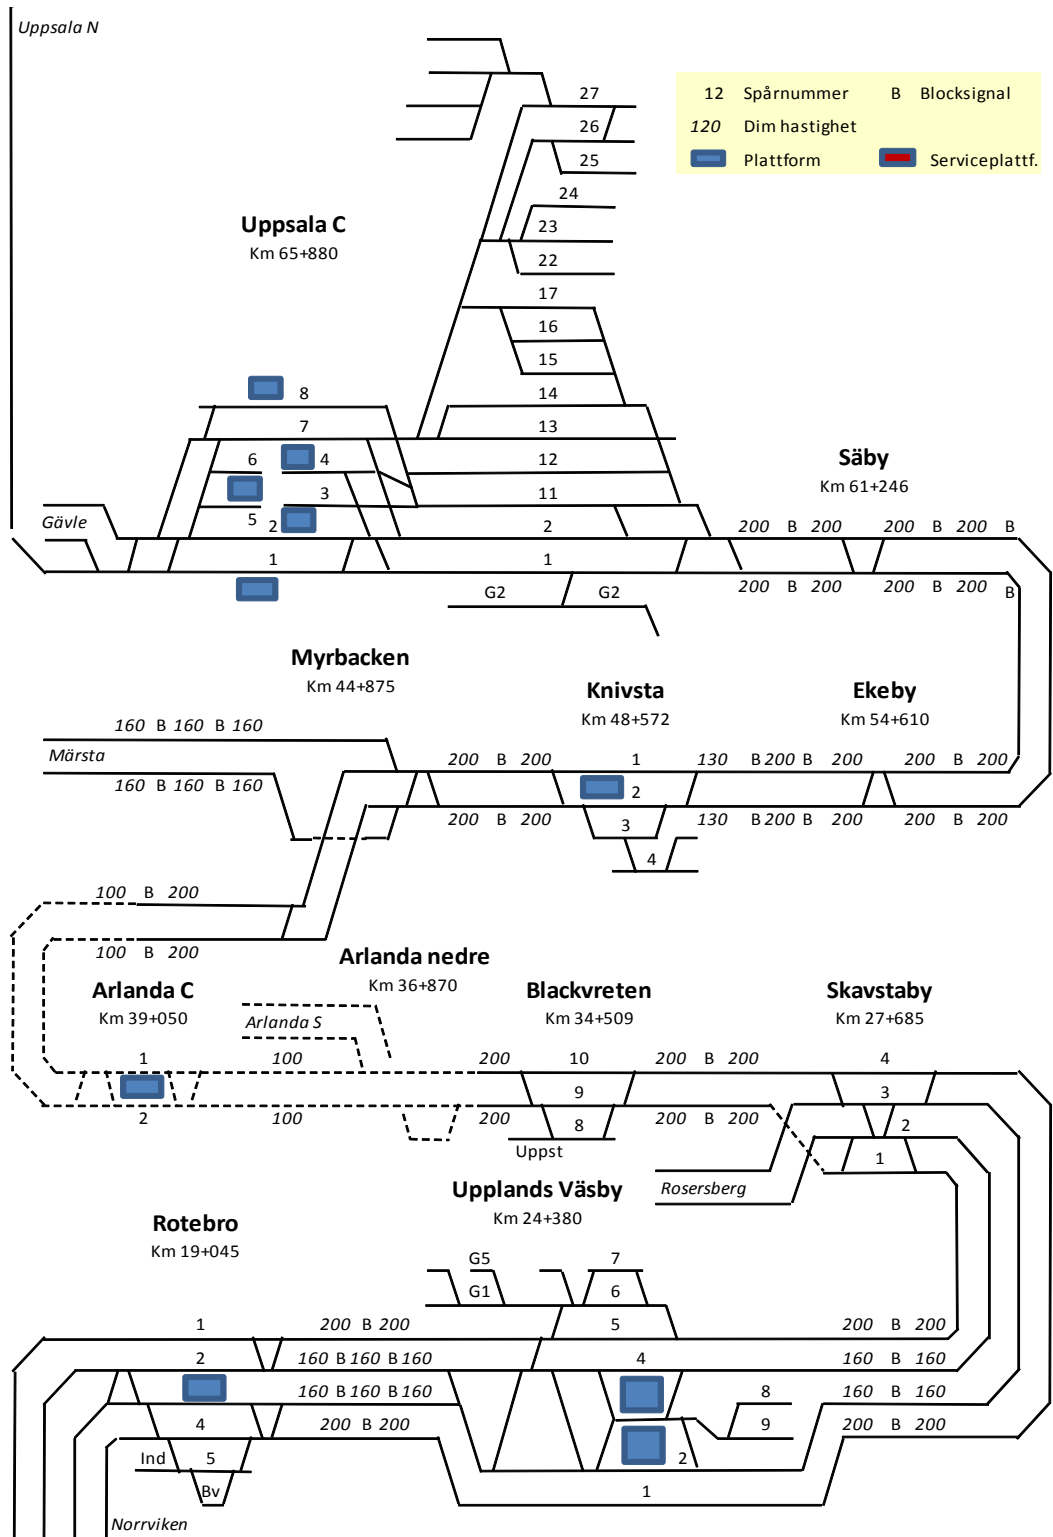 Uppsala N
12 Spårnummer B Blocksignal
120 Dim hastighet
Plattform Serviceplattf.
27
26
25
24
23
22
17
16
15
Uppsala C
Km 65+880
8 14
7 13
6 4 12
3 11
5
Gävle 2 2
1 1
G2 G2
Säby
Km 61+246
200 B 200 200 B 200 B
200 B 200 200 B 200 B
Myrbacken
Km 44+875
Knivsta
Km 48+572
Ekeby
Km 54+610
160 B 160 B 160
Märsta
160 B 160 B 160
200 B 200 1 130 B 200 B 200 200 B 200
2
200 B 200 3 130 B 200 B 200 200 B 200
4
100 B 200
100 B 200
Arlanda C
Km 39+050
Arlanda nedre
Km 36+870
Arlanda S
Blackvreten
Km 34+509
Skavstaby
Km 27+685
1 100 200 10 200 B 200 4
9 3
2 100 200 8 200 B 200 2
Uppst 1
Rosersberg
Rotebro
Km 19+045
Upplands Väsby
Km 24+380
G5 7
G1 6
1 200 B 200 5 200 B 200
2 160 B 160 B 160 4 160 B 160
160 B 160 B 160 8 160 B 160
4 200 B 200 9 200 B 200
Ind 5 2
Bv 1
Norrviken